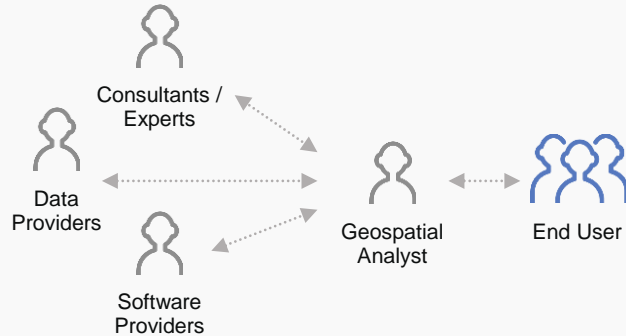 Consultants /
Experts
Data
Providers
Software
Providers
Geospatial
Analyst
End User